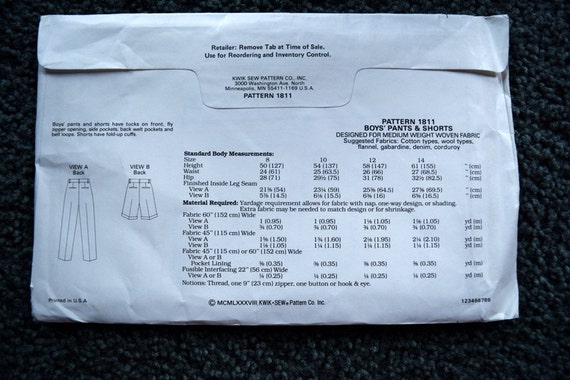 Retailer: Remove Tab at Time of Sale.
Use for Reordering and Inventory Control.
KWIK SEW PATTERN CO., INC.
3000 Washington Ave. North
Minneapolis, MN 55411-1169 U.S.A.
PATTERN 1811
Boys' pants and shorts have tucks on front, fly
zipper opening, side pockets, back welt pockets and
belt loops. Shorts have fold-up cuffs.
VIEW A
Back
VIEW B
Back
PATTERN 1811
BOYS' PANTS & SHORTS
DESIGNED FOR MEDIUM WEIGHT WOVEN FABRIC
Suggested Fabrics: Cotton types, wool types,
flannel, gabardine, denim, corduroy
Standard Body Measurements:
Size 8 10 12 14
Height 50 (127) 54 (137) 58 (147) 61 (155) " (cm)
Waist 24 (61) 25 (63.5) 26 (66) 27 (68.5) " (cm)
Hip 28 (71) 29½ (75) 31 (78) 32½ (82.5) " (cm)
Finished Inside Leg Seam
View A 21⅜ (54) 23¼ (59) 25⅜ (64.5) 27⅜ (69.5) " (cm)
View B 5¾ (14.5) 6⅛ (15.5) 6⅜ (16) 6⅝ (16.5) " (cm)
Material Required: Yardage requirement allows for fabric with nap, one-way design, or shading.
Extra fabric may be needed to match design or for shrinkage.
Fabric 60" (152 cm) Wide
View A 1 (0.95) 1 (0.95) 1⅛ (1.05) 1⅛ (1.05) yd (m)
View B ¾ (0.70) ¾ (0.70) ¾ (0.70) ¾ (0.70) yd (m)
Fabric 45" (115 cm) Wide
View A 1⅝ (1.50) 1¾ (1.60) 2⅛ (1.95) 2¼ (2.10) yd (m)
View B 1⅛ (1.05) 1¼ (1.15) 1¼ (1.15) 1¼ (1.15) yd (m)
Fabric 45" (115 cm) or 60" (152 cm) Wide
View A or B
Pocket Lining ⅜ (0.35) ⅜ (0.35) ⅜ (0.35) ⅜ (0.35) yd (m)
Fusible Interfacing 22" (56 cm) Wide
View A or B ¼ (0.25) ¼ (0.25) ¼ (0.25) ¼ (0.25) yd (m)
Notions: Thread, one 9" (23 cm) zipper, one button or hook & eye.
Printed in U.S.A
©MCMLXXXVIII KWIK•SEW® Pattern Co. Inc.
123456789